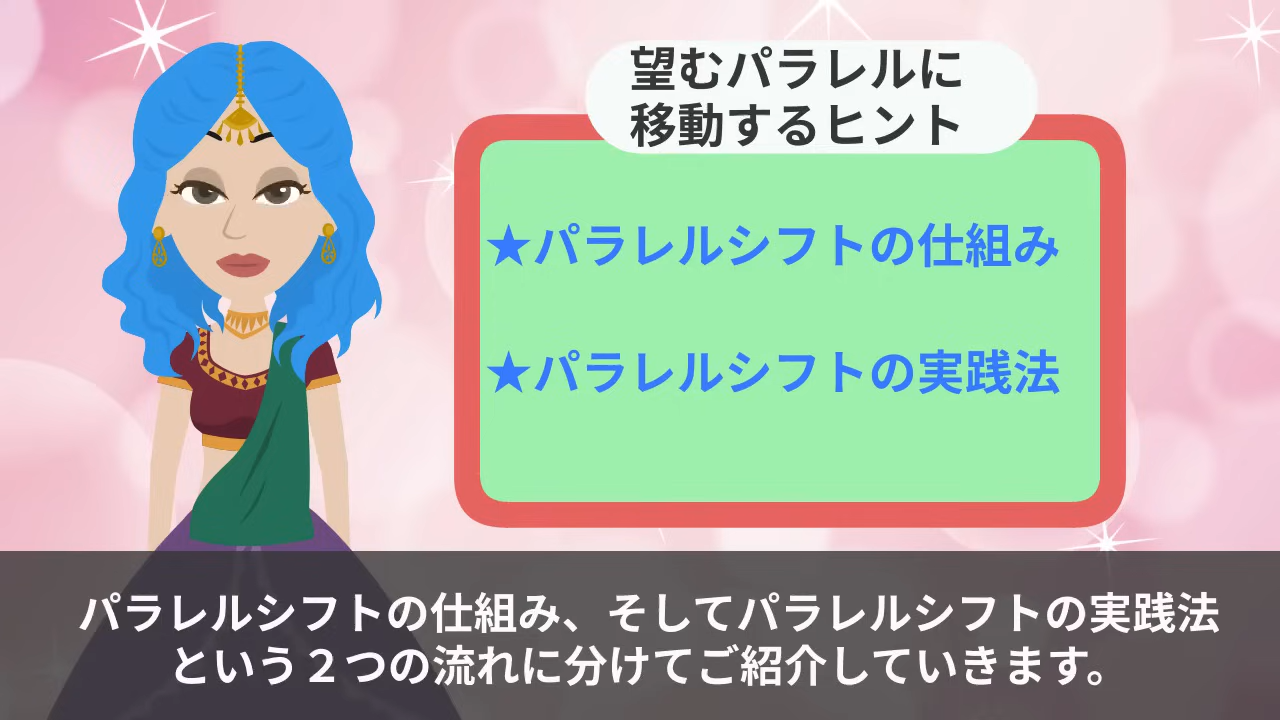 望むパラレルに
移動するヒント
★パラレルシフトの仕組み
★パラレルシフトの実践法
パラレルシフトの仕組み、そしてパラレルシフトの実践法
という２つの流れに分けてご紹介していきます。